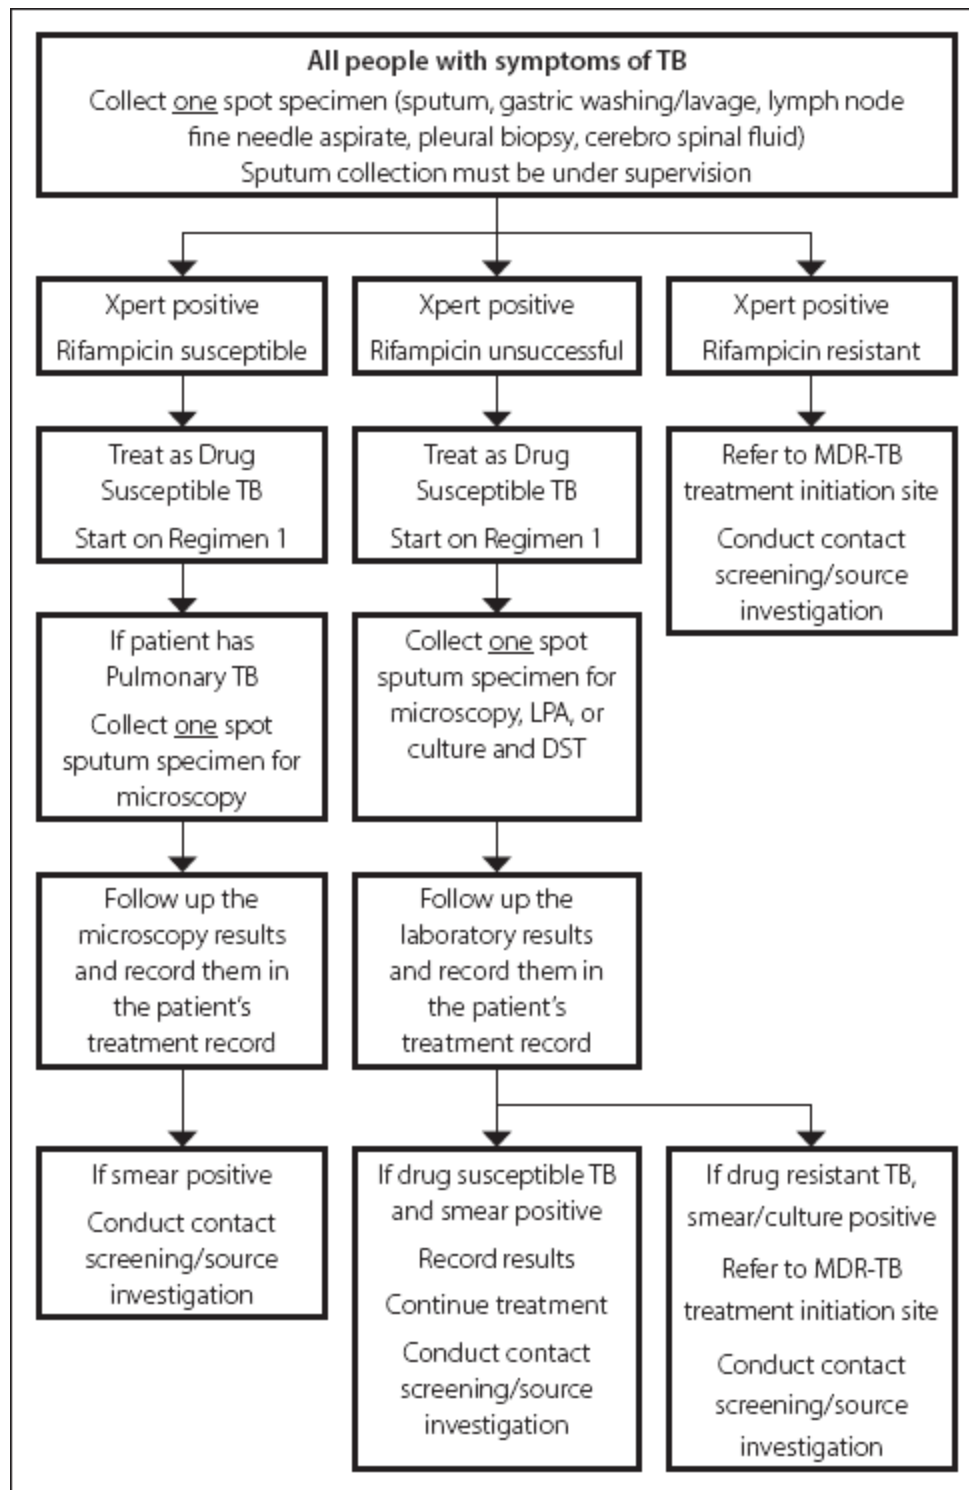 All people with symptoms of TB
Collect one spot specimen (sputum, gastric washing/lavage, lymph node
fine needle aspirate, pleural biopsy, cerebro spinal fluid)
Sputum collection must be under supervision
Xpert positive
Rifampicin susceptible
Xpert positive
Rifampicin unsuccessful
Xpert positive
Rifampicin resistant
Treat as Drug
Susceptible TB
Start on Regimen 1
Treat as Drug
Susceptible TB
Start on Regimen 1
Refer to MDR-TB
treatment initiation site
Conduct contact
screening/source
investigation
If patient has
Pulmonary TB
Collect one spot
sputum specimen for
microscopy
Collect one spot
sputum specimen for
microscopy, LPA, or
culture and DST
Follow up the
microscopy results
and record them in
the patient’s
treatment record
Follow up the
laboratory results
and record them in
the patient’s
treatment record
If smear positive
Conduct contact
screening/source
investigation
If drug susceptible TB
and smear positive
Record results
Continue treatment
Conduct contact
screening/source
investigation
If drug resistant TB,
smear/culture positive
Refer to MDR-TB
treatment initiation site
Conduct contact
screening/source
investigation